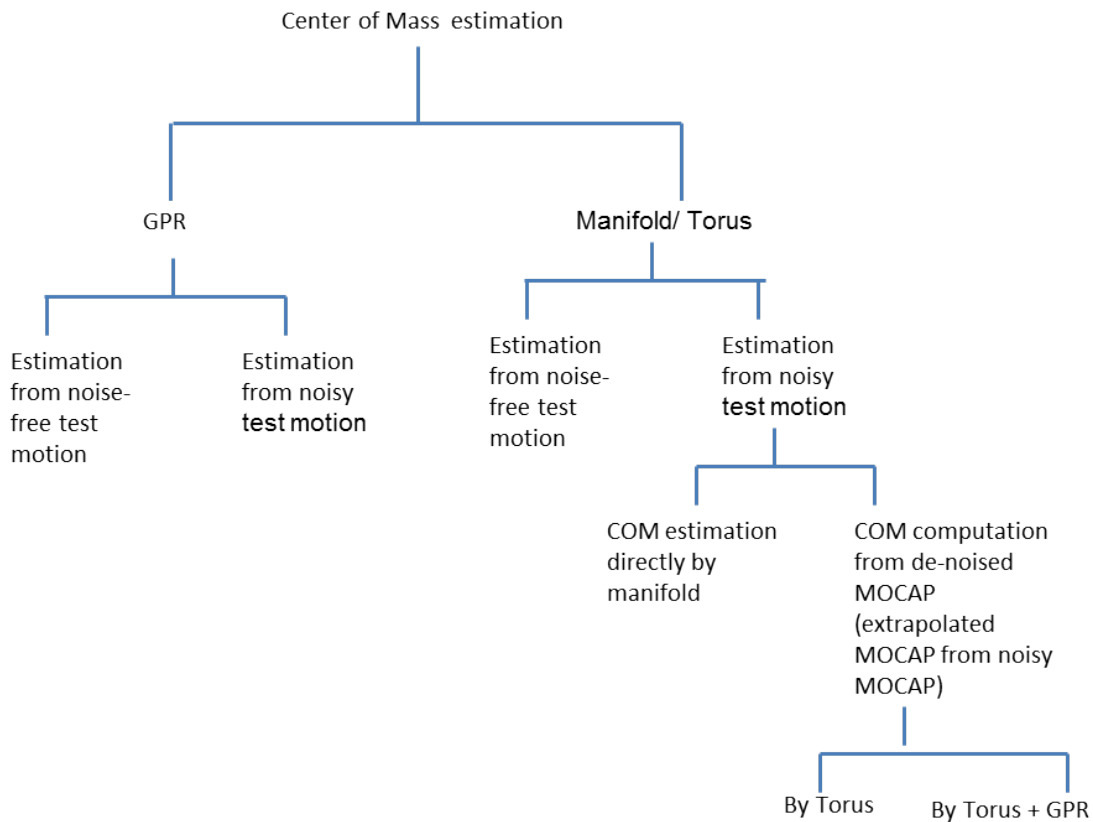 Center of Mass estimation
GPR
Manifold/ Torus
Estimation
from noise-
free test
motion
Estimation
from noisy
test motion
Estimation
from noise-
free test
motion
Estimation
from noisy
test motion
COM estimation
directly by
manifold
COM computation
from de-noised
MOCAP
(extrapolated
MOCAP from noisy
MOCAP)
By Torus
By Torus + GPR